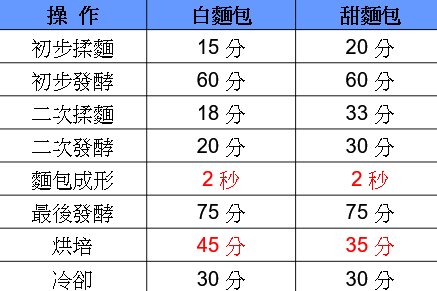 操 作 白麵包 甜麵包
初步揉麵 15 分 20 分
初步發酵 60 分 60 分
二次揉麵 18 分 33 分
二次發酵 20 分 30 分
麵包成形 2 秒 2 秒
最後發酵 75 分 75 分
烘培 45 分 35 分
冷卻 30 分 30 分